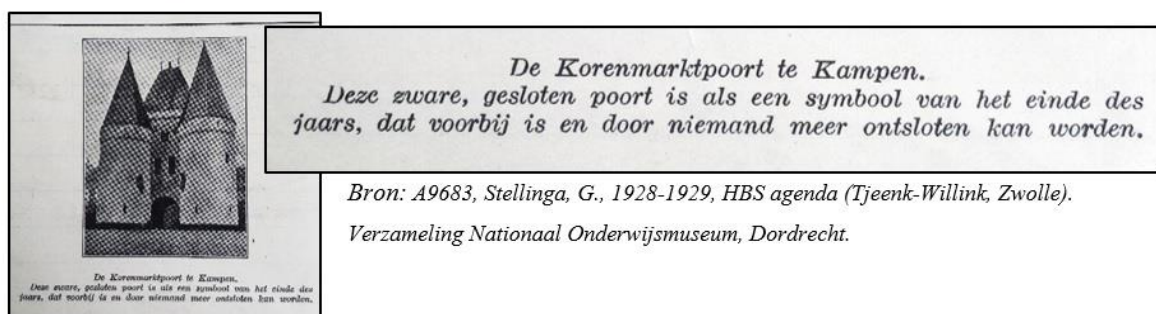 De Korenmarktpoort te Kampen.
Deze zware, gesloten poort is als een symbool van het einde des
jaars, dat voorbij is en door niemand meer ontsloten kan worden.
Bron: A9683, Stellinga, G., 1928-1929, HBS agenda (Tjeenk-Willink, Zwolle).
Verzameling Nationaal Onderwijsmuseum, Dordrecht.
De Korenmarktpoort te Kampen.
Deze zware, gesloten poort is als een symbool van het einde des
jaars, dat voorbij is en door niemand meer ontsloten kan worden.